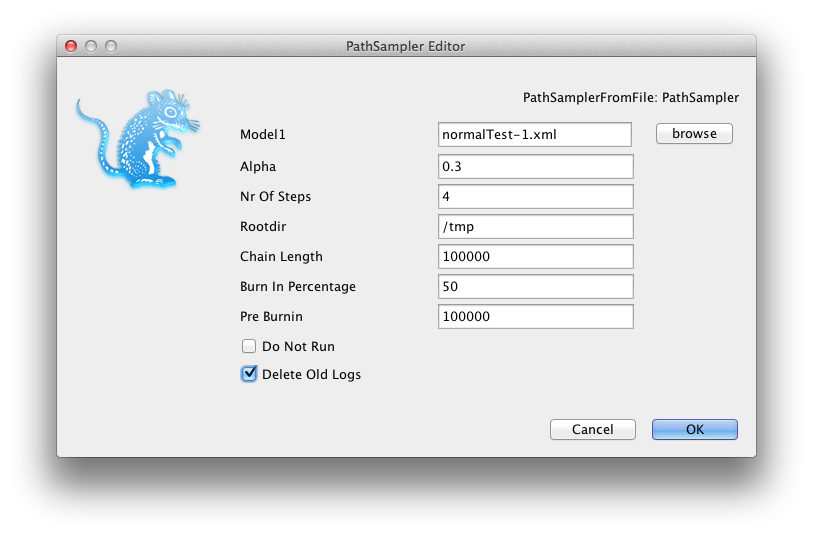 PathSampler Editor
PathSamplerFromFile: PathSampler
Model1 normalTest-1.xml browse
Alpha 0.3
Nr Of Steps 4
Rootdir /tmp
Chain Length 100000
Burn In Percentage 50
Pre Burnin 100000
Do Not Run
Delete Old Logs
Cancel OK